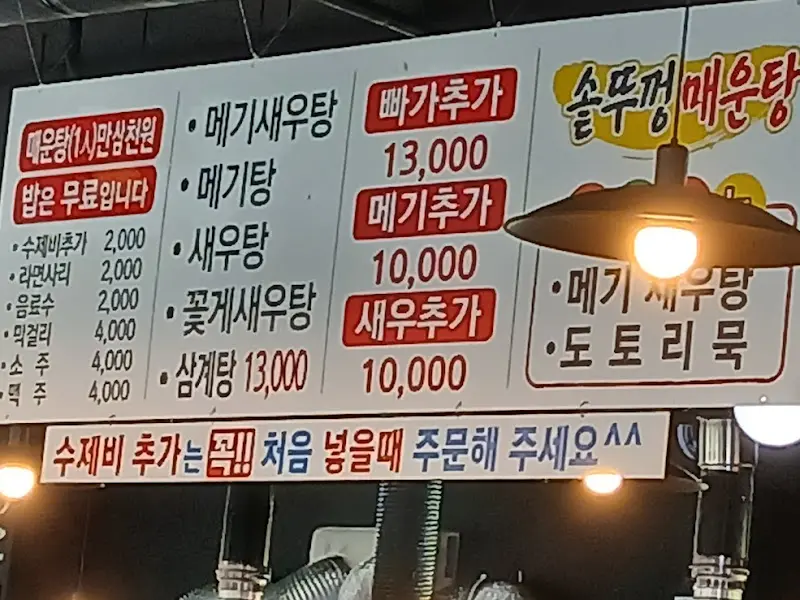 매운탕(1人)만삼천원
밥은 무료입니다
• 수제비추가 2,000
• 라면사리 2,000
• 음료수 2,000
• 막걸리 4,000
• 소 주 4,000
• 맥 주 4,000
• 메기새우탕
• 메기탕
• 새우탕
• 꽃게새우탕
• 삼계탕 13,000
빠가추가
13,000
메기추가
10,000
새우추가
10,000
솥뚜껑매운탕
• 메기 새우탕
• 도토리묵
수제비 추가는 꼭!! 처음 넣을때 주문해 주세요^^